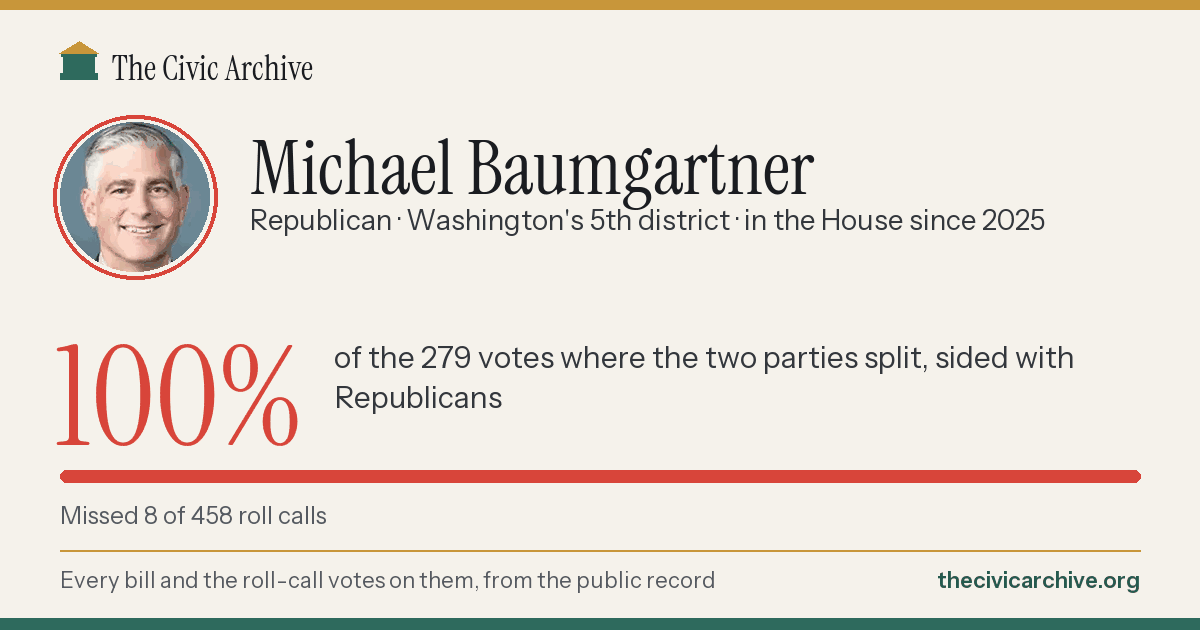 The Civic Archive
Michael Baumgartner
Republican · Washington's 5th district · in the House since 2025
100%
of the 279 votes where the two parties split, sided with
Republicans
Missed 8 of 458 roll calls
Every bill and the roll-call votes on them, from the public record
thecivicarchive.org